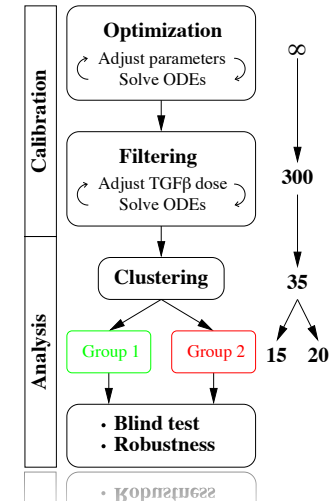 Calibration
Analysis
Optimization
Adjust parameters
Solve ODEs
∞
Filtering
Adjust TGFβ dose
Solve ODEs
300
Clustering
35
Group 1
Group 2
15 20
· Blind test
· Robustness
Robustness